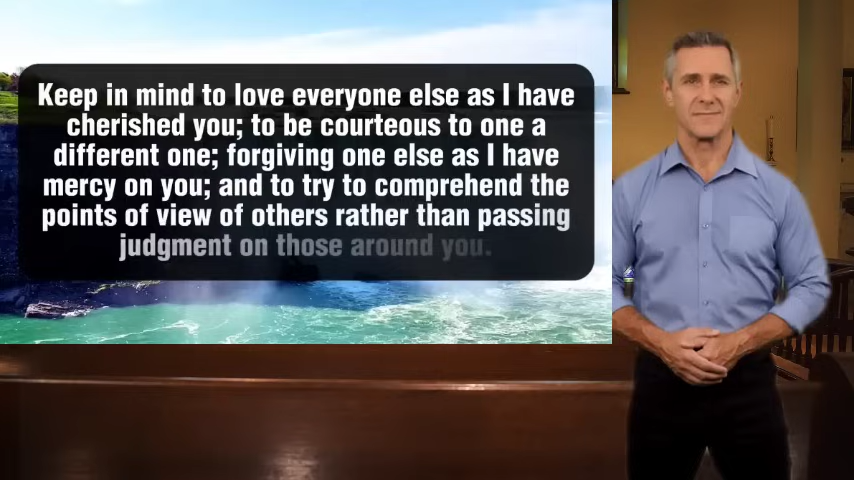 Keep in mind to love everyone else as I have
cherished you; to be courteous to one a
different one; forgiving one else as I have
mercy on you; and to try to comprehend the
points of view of others rather than passing
judgment on those around you.